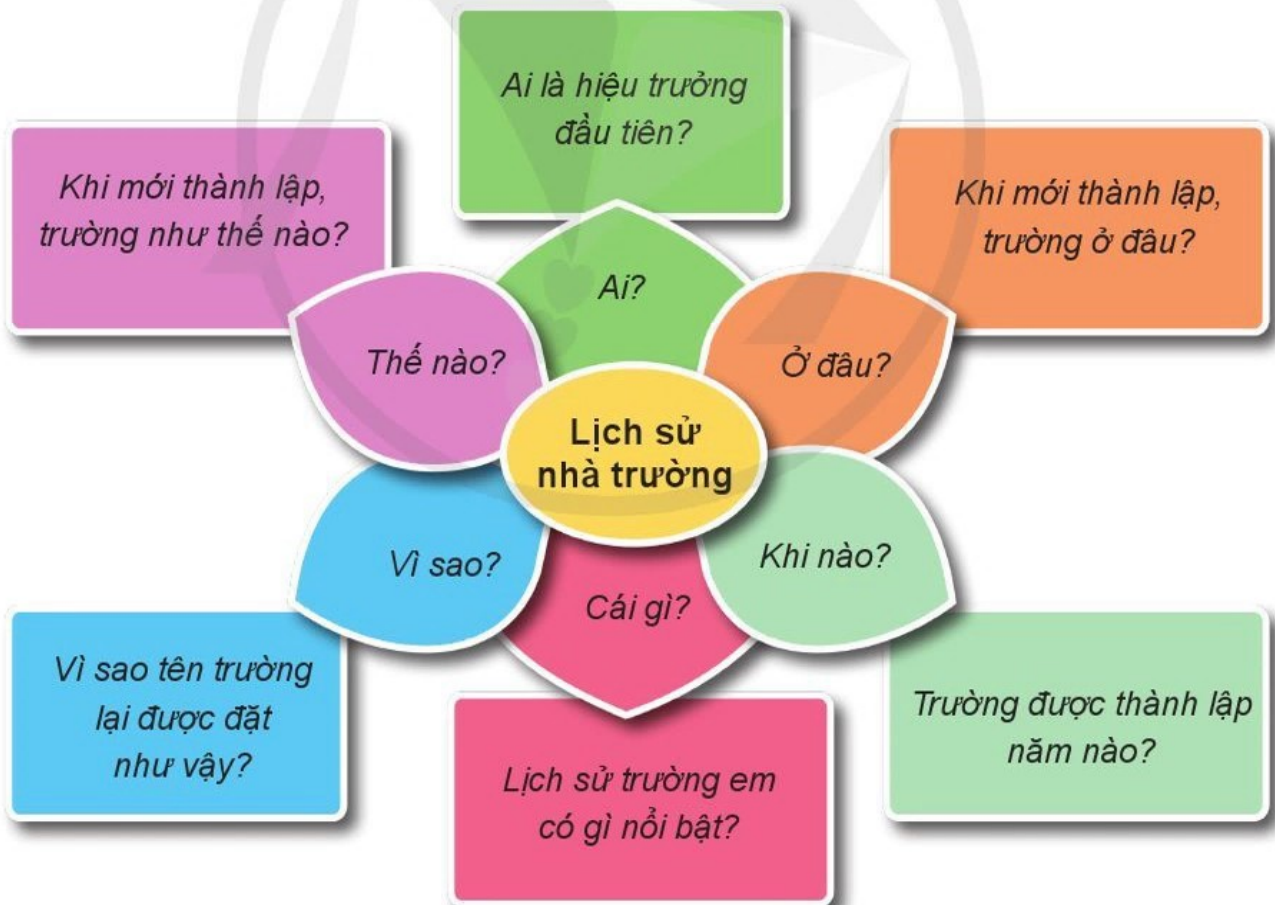 Ai là hiệu trưởng
đầu tiên?
Khi mới thành lập,
trường như thế nào?
Khi mới thành lập,
trường ở đâu?
Ai?
Thế nào?
Ở đâu?
Lịch sử
nhà trường
Vì sao?
Khi nào?
Cái gì?
Vì sao tên trường
lại được đặt
như vậy?
Trường được thành lập
năm nào?
Lịch sử trường em
có gì nổi bật?